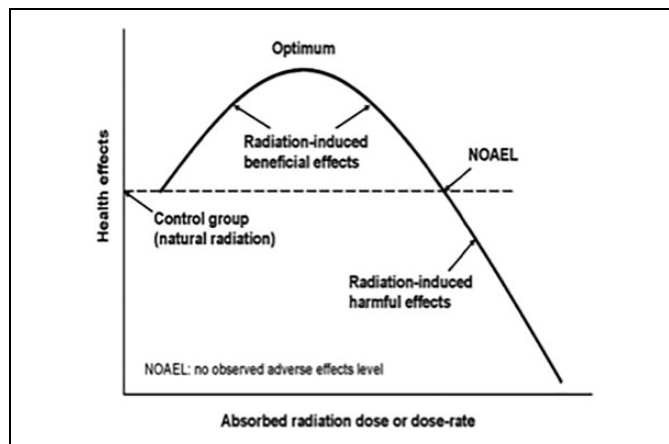 Optimum
Radiation-induced
beneficial effects
NOAEL
Health effects
Control group
(natural radiation)
Radiation-induced
harmful effects
NOAEL: no observed adverse effects level
Absorbed radiation dose or dose-rate